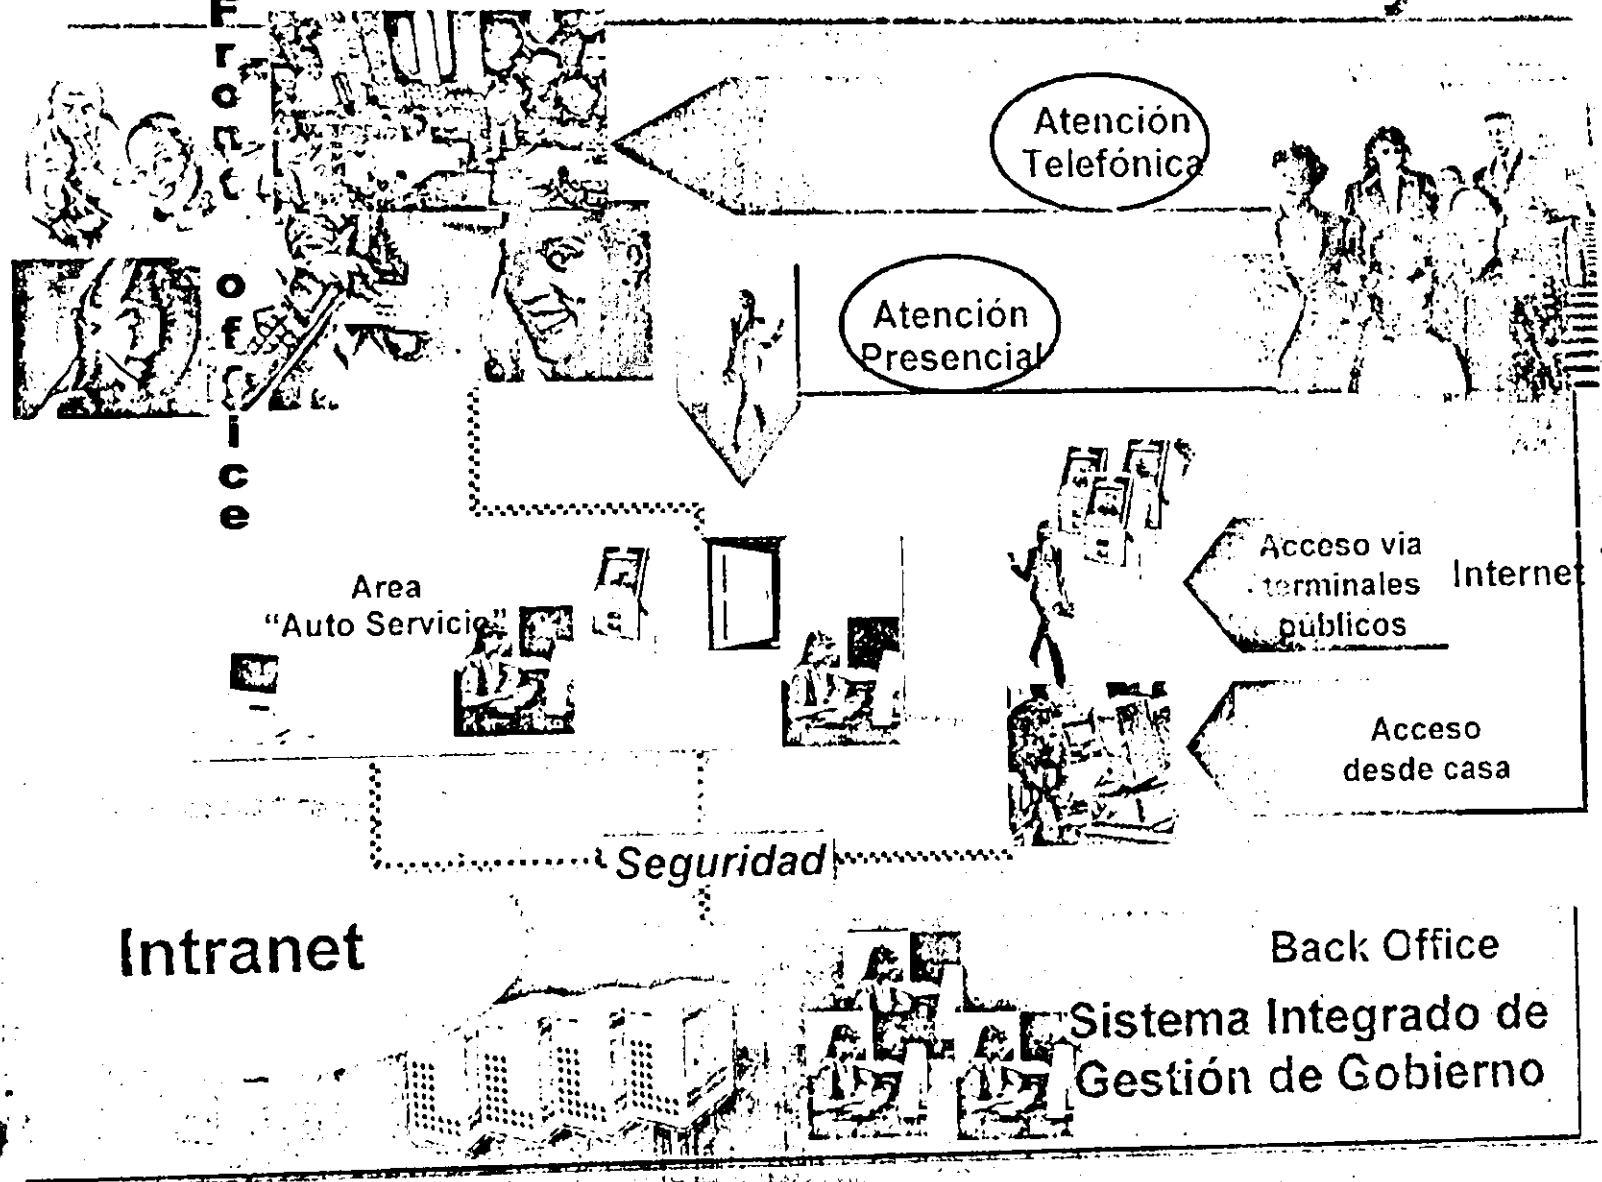 Front office
Atención
Telefónica
Atención
Presencial
Acceso via
terminales
públicos
Internet
Area
"Auto Servicio"
Acceso
desde casa
Seguridad
Intranet
Back Office
Sistema Integrado de
Gestión de Gobierno